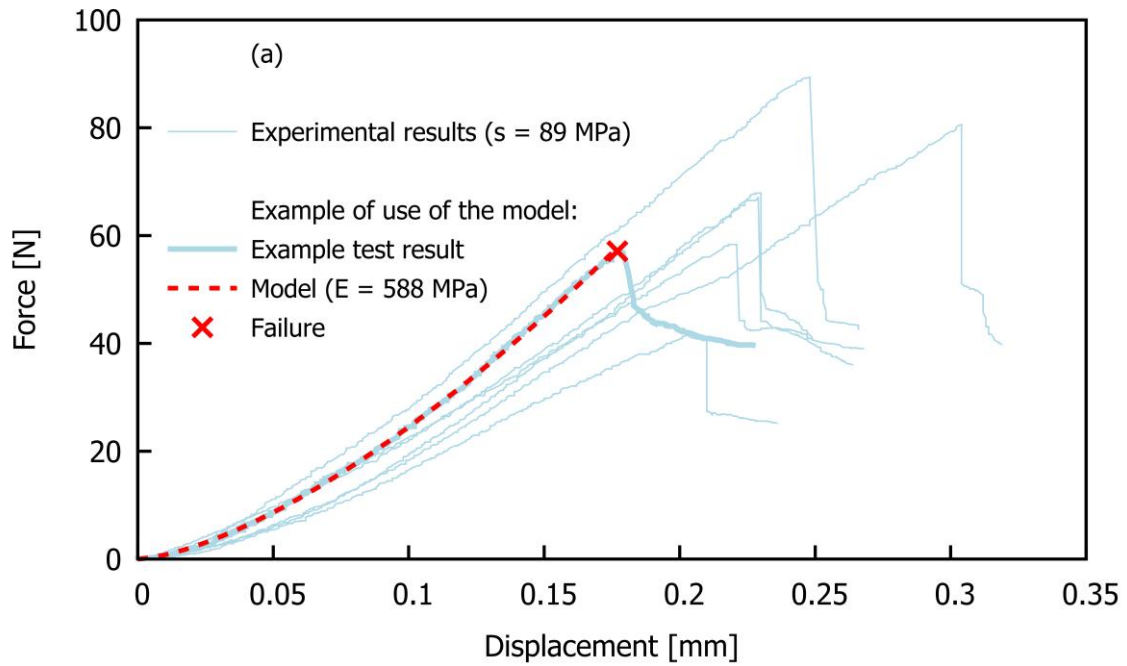 (a)
Experimental results (s = 89 MPa)
Example of use of the model:
Example test result
Model (E = 588 MPa)
Failure
Force [N]
100
80
60
40
20
0
0 0.05 0.1 0.15 0.2 0.25 0.3 0.35
Displacement [mm]